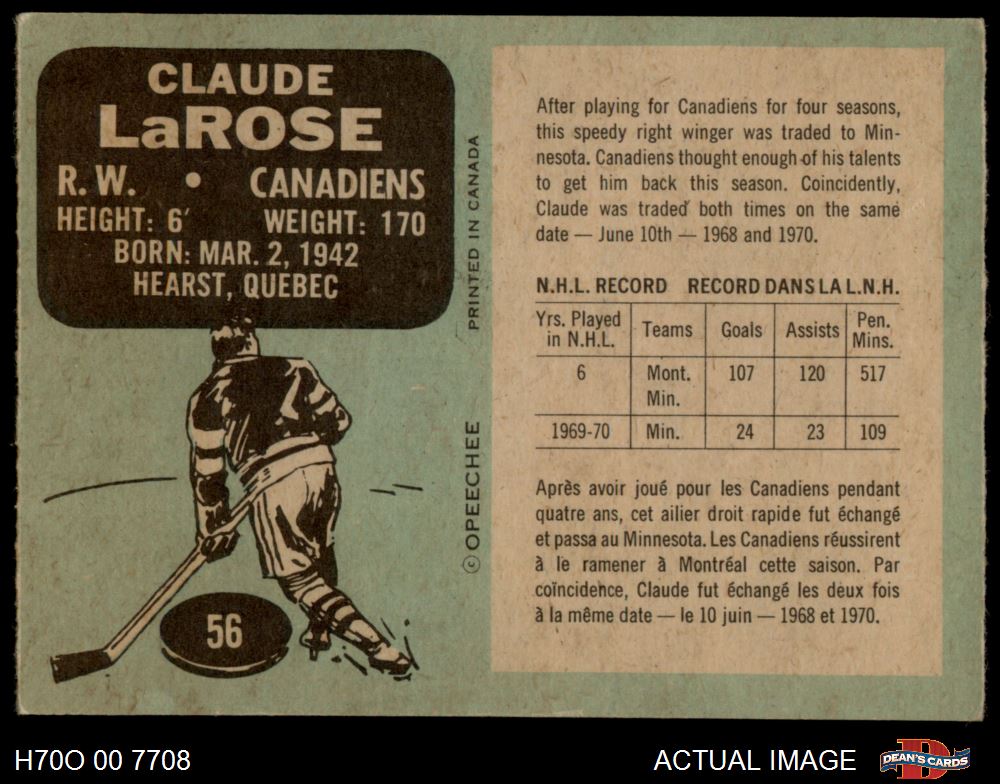 CLAUDE
LaROSE
R. W. • CANADIENS
HEIGHT: 6′ WEIGHT: 170
BORN: MAR. 2, 1942
HEARST, QUEBEC
56
PRINTED IN CANADA
© OPEECHEE
After playing for Canadiens for four seasons,
this speedy right winger was traded to Min-
nesota. Canadiens thought enough of his talents
to get him back this season. Coincidently,
Claude was traded both times on the same
date — June 10th — 1968 and 1970.
N.H.L. RECORD RECORD DANS LA L.N.H.
Yrs. Played Teams Goals Assists Pen.
in N.H.L. Mins.
6 Mont. 107 120 517
Min.
1969-70 Min. 24 23 109
Après avoir joué pour les Canadiens pendant
quatre ans, cet ailier droit rapide fut échangé
et passa au Minnesota. Les Canadiens réussirent
à le ramener à Montréal cette saison. Par
coïncidence, Claude fut échangé les deux fois
à la même date — le 10 juin — 1968 et 1970.
H70O 00 7708 ACTUAL IMAGE DEAN'S CARDS